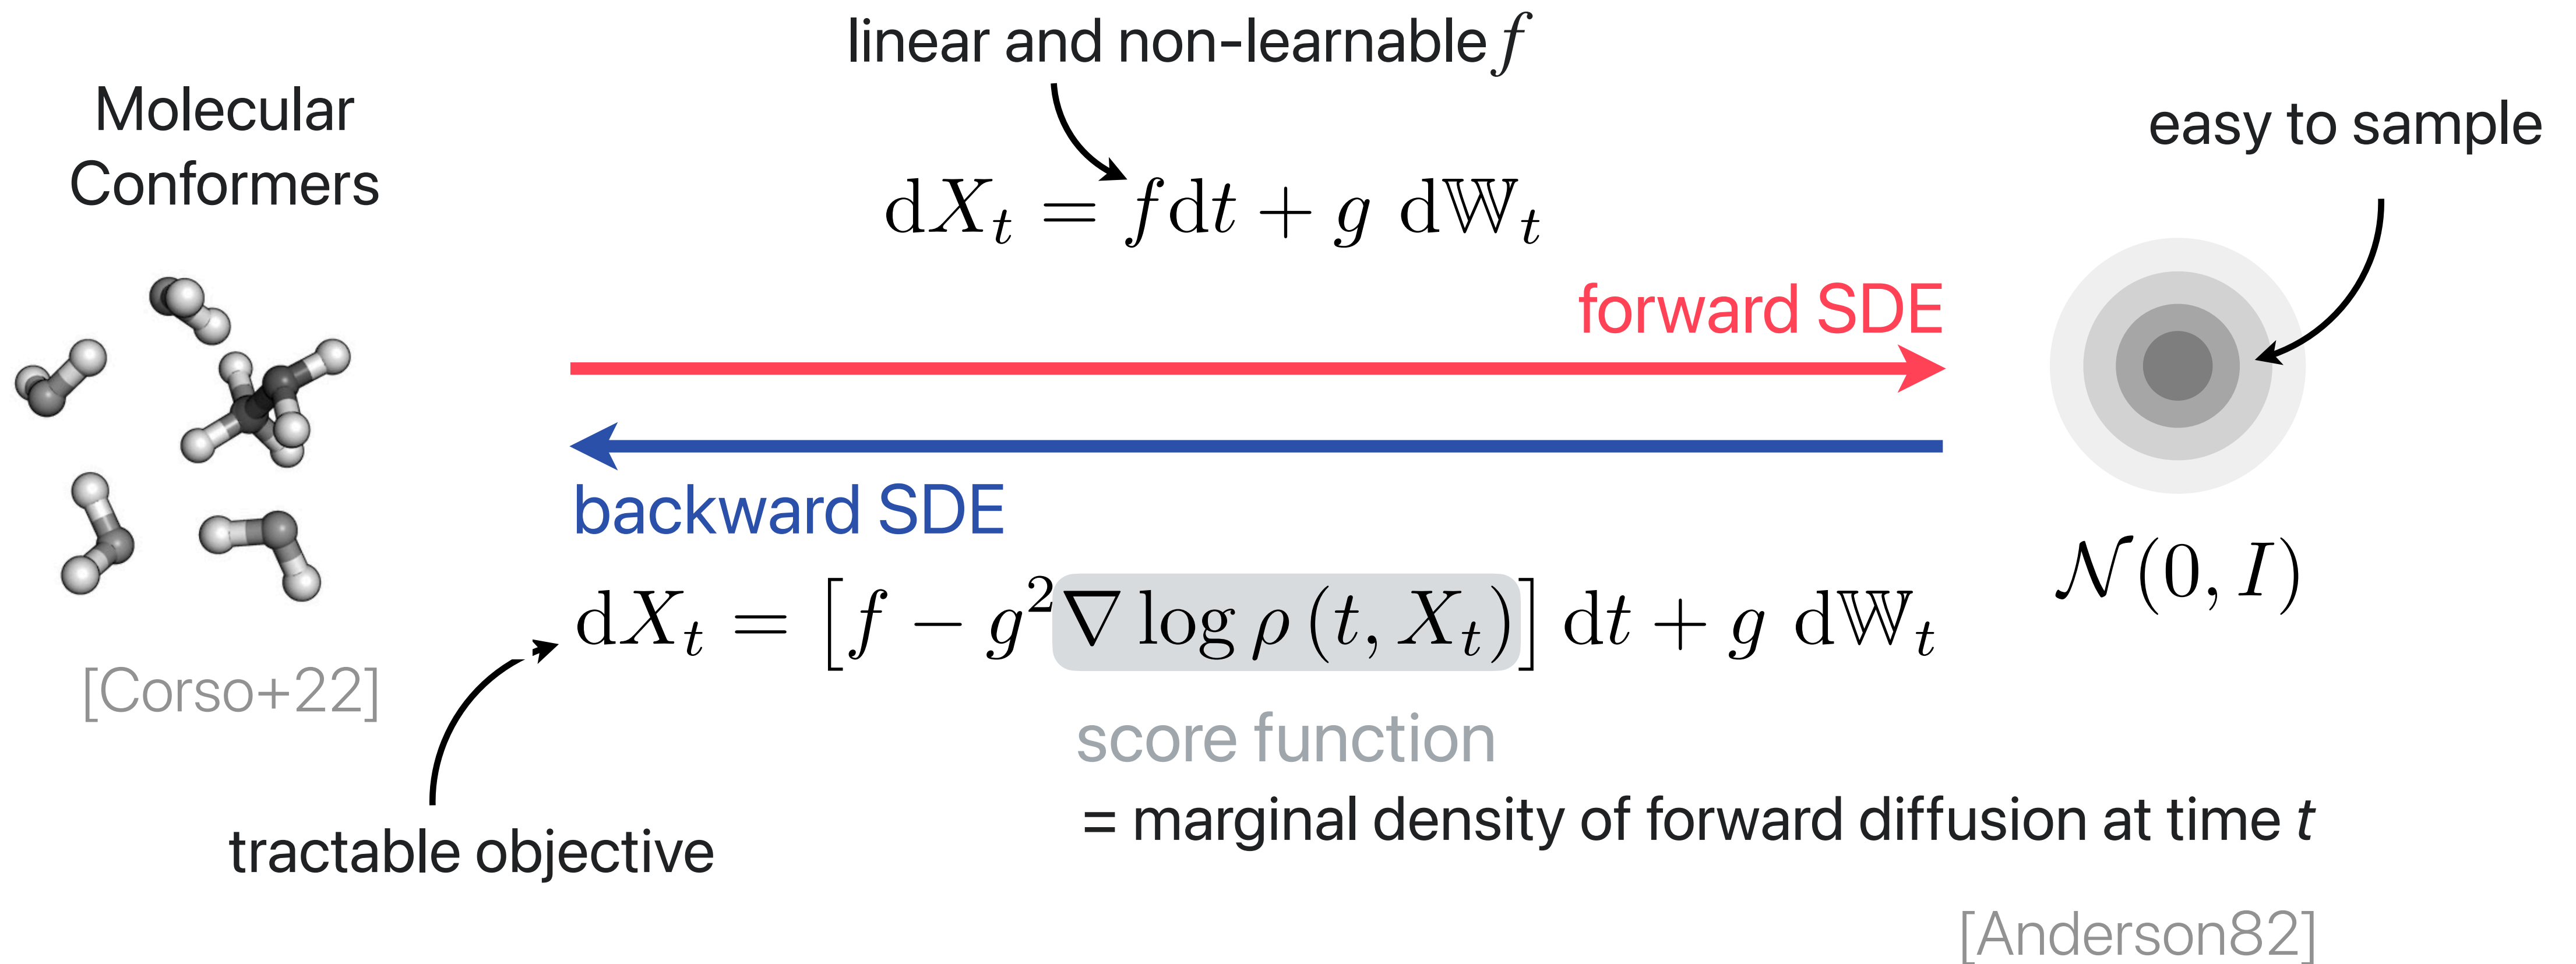 linear and non-learnable f
Molecular
Conformers
easy to sample
dX_t = f dt + g d𝕎_t
forward SDE
backward SDE
𝒩(0, I)
dX_t = [f − g² ∇ log ρ (t, X_t)] dt + g d𝕎_t
[Corso+22]
score function
= marginal density of forward diffusion at time t
tractable objective
[Anderson82]